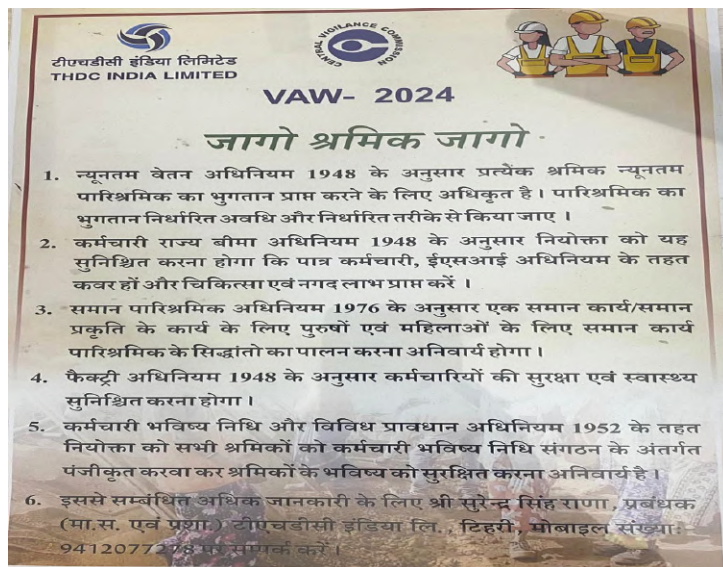 टीएचडीसी इंडिया लिमिटेड
THDC INDIA LIMITED
CENTRAL VIGILANCE COMMISSION
VAW- 2024
जागो श्रमिक जागो
1. न्यूनतम वेतन अधिनियम 1948 के अनुसार प्रत्येक श्रमिक न्यूनतम
पारिश्रमिक का भुगतान प्राप्त करने के लिए अधिकृत है। पारिश्रमिक का
भुगतान निर्धारित अवधि और निर्धारित तरीके से किया जाए ।
2. कर्मचारी राज्य बीमा अधिनियम 1948 के अनुसार नियोक्ता को यह
सुनिश्चित करना होगा कि पात्र कर्मचारी, ईएसआई अधिनियम के तहत
कवर हों और चिकित्सा एवं नगद लाभ प्राप्त करें ।
3. समान पारिश्रमिक अधिनियम 1976 के अनुसार एक समान कार्य/समान
प्रकृति के कार्य के लिए पुरुषों एवं महिलाओं के लिए समान कार्य
पारिश्रमिक के सिद्धांतो का पालन करना अनिवार्य होगा।
4. फैक्ट्री अधिनियम 1948 के अनुसार कर्मचारियों की सुरक्षा एवं स्वास्थ्य
सुनिश्चित करना होगा।
5. कर्मचारी भविष्य निधि और विविध प्रावधान अधिनियम 1952 के तहत
नियोक्ता को सभी श्रमिकों को कर्मचारी भविष्य निधि संगठन के अंतर्गत
पंजीकृत करवा कर श्रमिकों के भविष्य को सुरक्षित करना अनिवार्य है।
6. इससे सम्बंधित अधिक जानकारी के लिए श्री सुरेन्द्र सिंह राणा, प्रबंधक
(मा.स. एवं प्रशा.) टीएचडीसी इंडिया लि., टिहरी, मोबाइल संख्या:
9412077278 पर सम्पर्क करें।